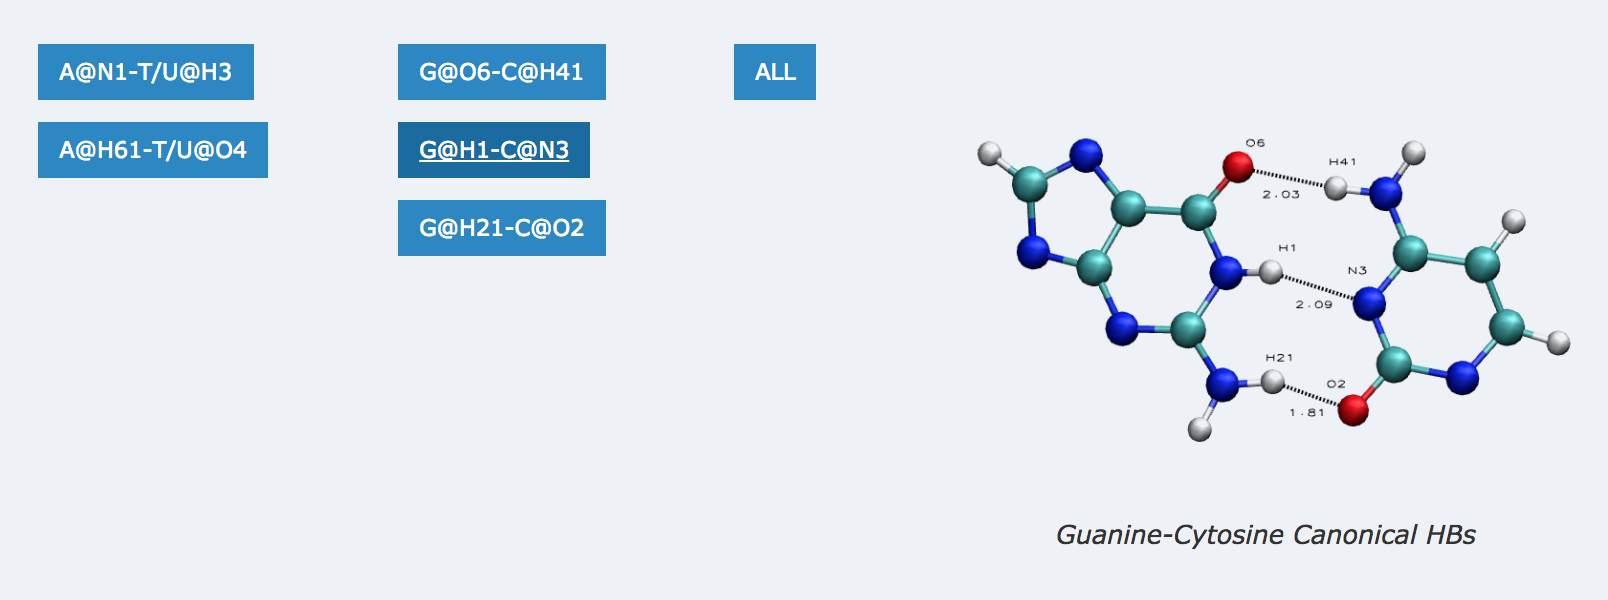 A@N1-T/U@H3
G@O6-C@H41
ALL
A@H61-T/U@O4
G@H1-C@N3
G@H21-C@O2
O6
H41
2.03
H1
N3
2.09
H21
O2
1.81
Guanine-Cytosine Canonical HBs